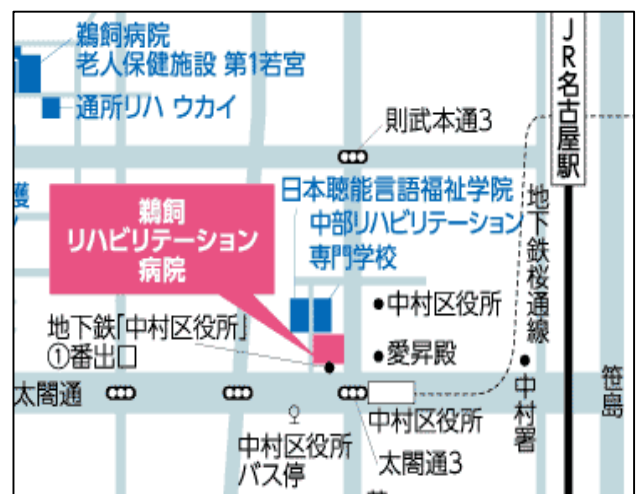 鵜飼病院
老人保健施設 第1若宮
通所リハ ウカイ
JR名古屋駅
則武本通3
護
日本聴能言語福祉学院
中部リハビリテーション
専門学校
鵜飼
リハビリテーション
病院
地下鉄桜通線
中村区役所
地下鉄「中村区役所」
①番出口
愛昇殿
太閤通
中村区役所
中村署
笹島
中村区役所
バス停
太閤通3